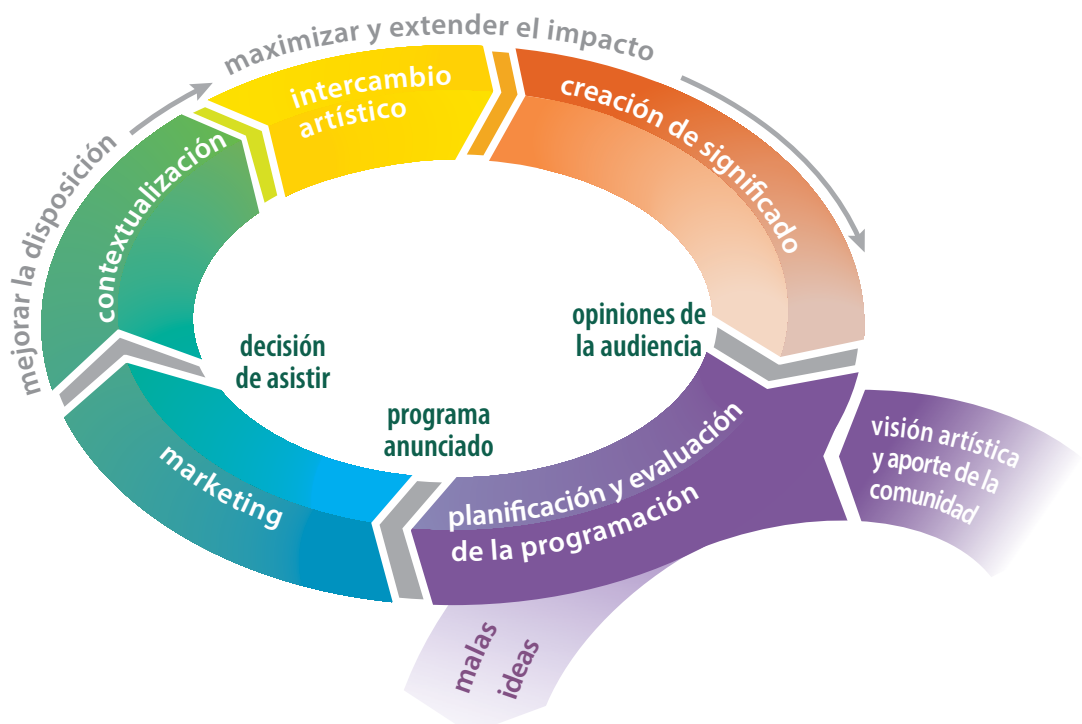 maximizar y extender el impacto
mejorar la disposición
intercambio
artístico
creación de significado
contextualización
decisión
de asistir
opiniones de
la audiencia
programa
anunciado
marketing
planificación y evaluación
de la programación
visión artística
y aporte de la
comunidad
malas
ideas